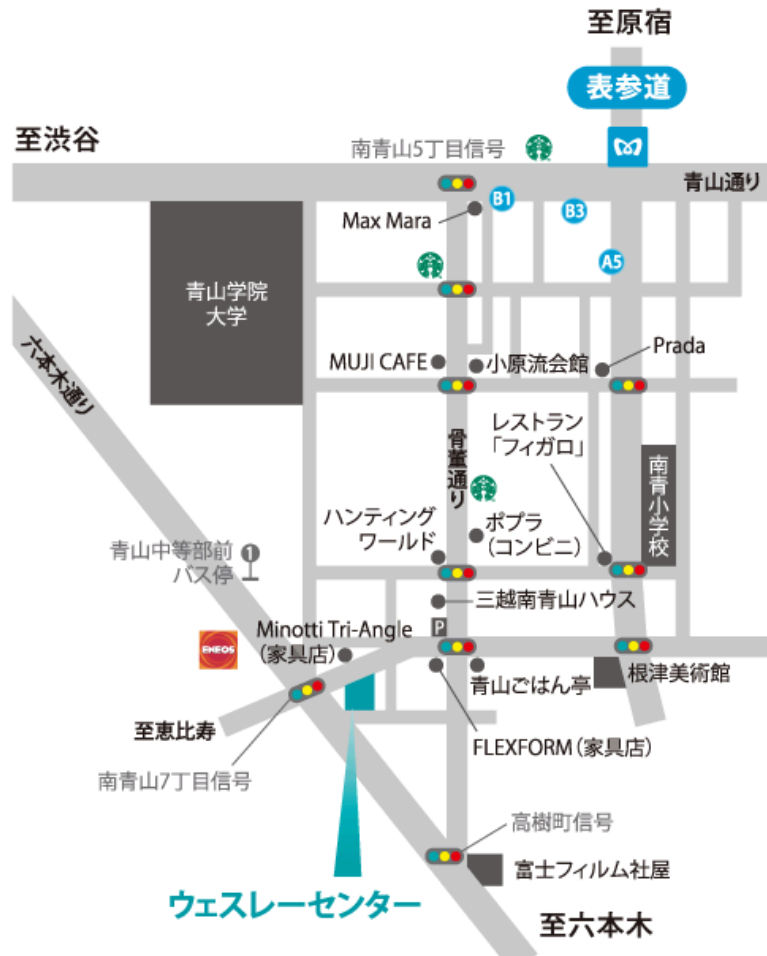 至原宿
表参道
至渋谷
南青山5丁目信号
青山通り
B1
B3
Max Mara
A5
青山学院
大学
六本木通り
MUJI CAFE
小原流会館
Prada
骨董通り
レストラン
「フィガロ」
南青小学校
ハンティング
ワールド
ポプラ
(コンビニ)
青山中等部前
バス停
1
三越南青山ハウス
P
ENEOS
Minotti Tri-Angle
(家具店)
青山ごはん亭
根津美術館
至恵比寿
FLEXFORM(家具店)
南青山7丁目信号
高樹町信号
富士フィルム社屋
ウェスレーセンター
至六本木